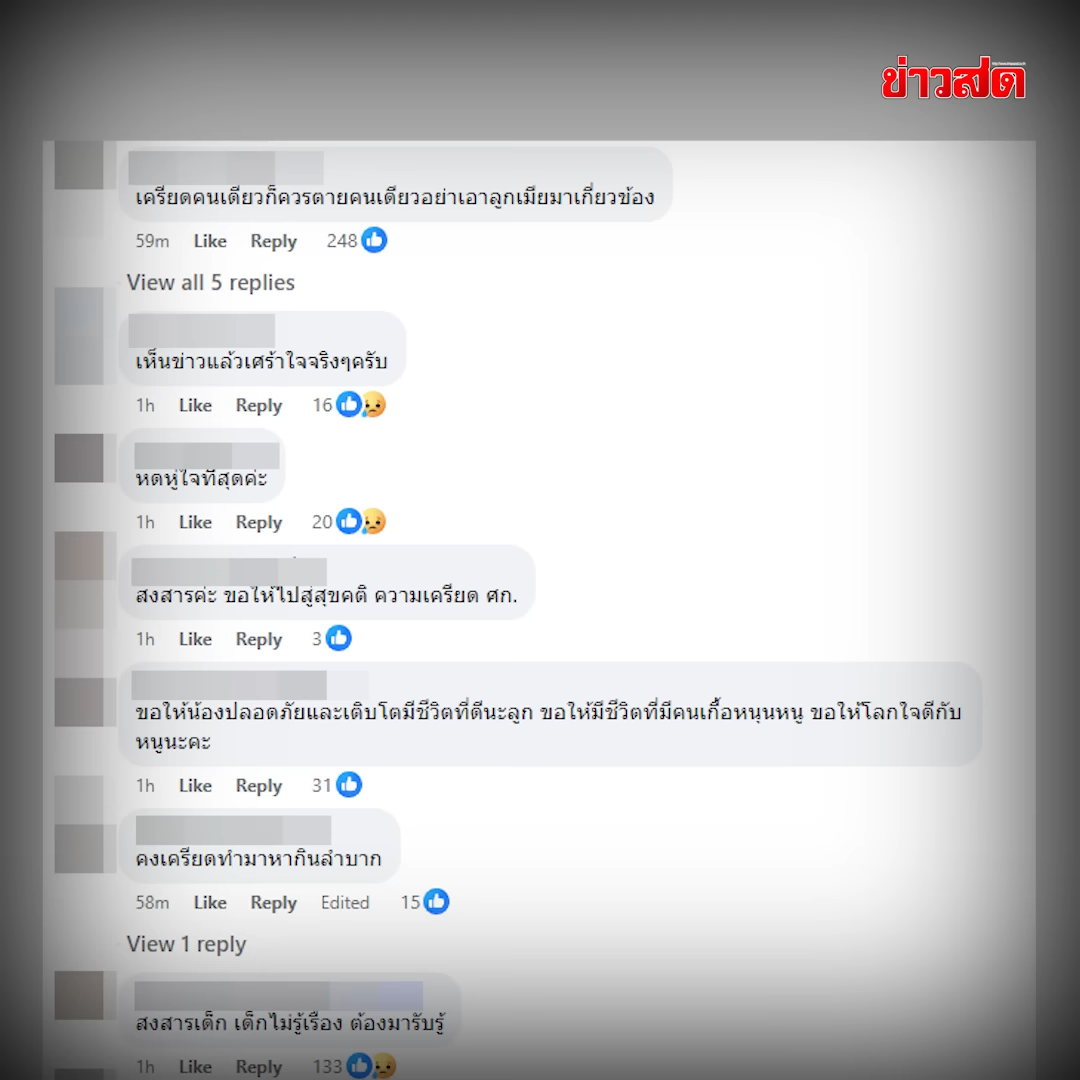 ข่าวสด
เครียดคนเดียวก็ควรตายคนเดียวอย่าเอาลูกเมียมาเกี่ยวข้อง
59m Like Reply 248
View all 5 replies
เห็นข่าวแล้วเศร้าใจจริงๆครับ
1h Like Reply 16
หดหู่ใจที่สุดค่ะ
1h Like Reply 20
สงสารค่ะ ขอให้ไปสู่สุขคติ ความเครียด ศก.
1h Like Reply 3
ขอให้น้องปลอดภัยและเติบโตมีชีวิตที่ดีนะลูก ขอให้มีชีวิตที่มีคนเกื้อหนุนหนู ขอให้โลกใจดีกับ
หนูนะคะ
1h Like Reply 31
คงเครียดทำมาหากินลำบาก
58m Like Reply Edited 15
View 1 reply
สงสารเด็ก เด็กไม่รู้เรื่อง ต้องมารับรู้
1h Like Reply 133